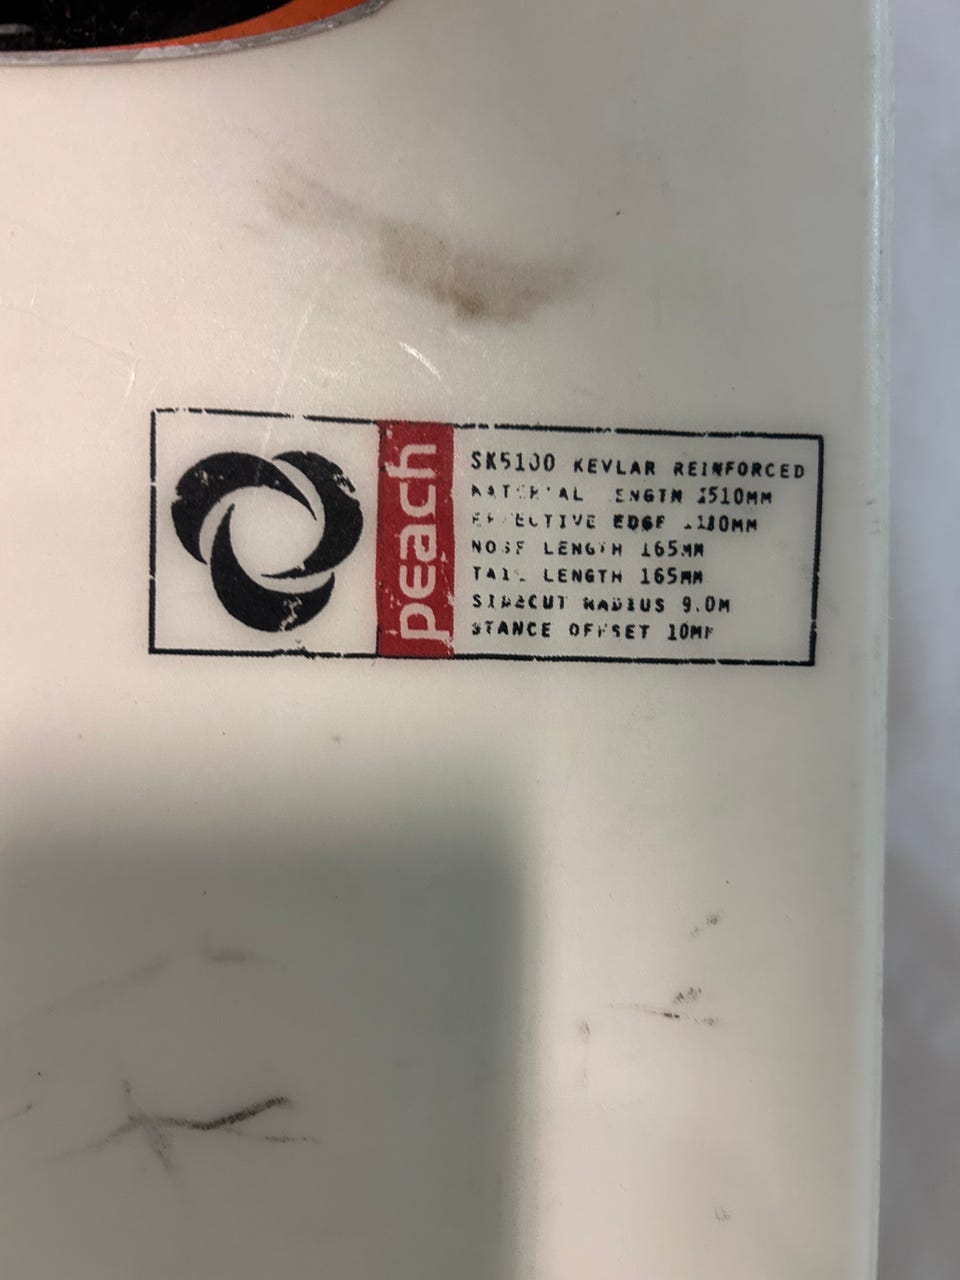 peach
SK5100 KEVLAR REINFORCED
MATERIAL LENGTH 1510MM
EFFECTIVE EDGE 1180MM
NOSE LENGTH 165MM
TAIL LENGTH 165MM
SIDECUT RADIUS 9.0M
STANCE OFFSET 10MM